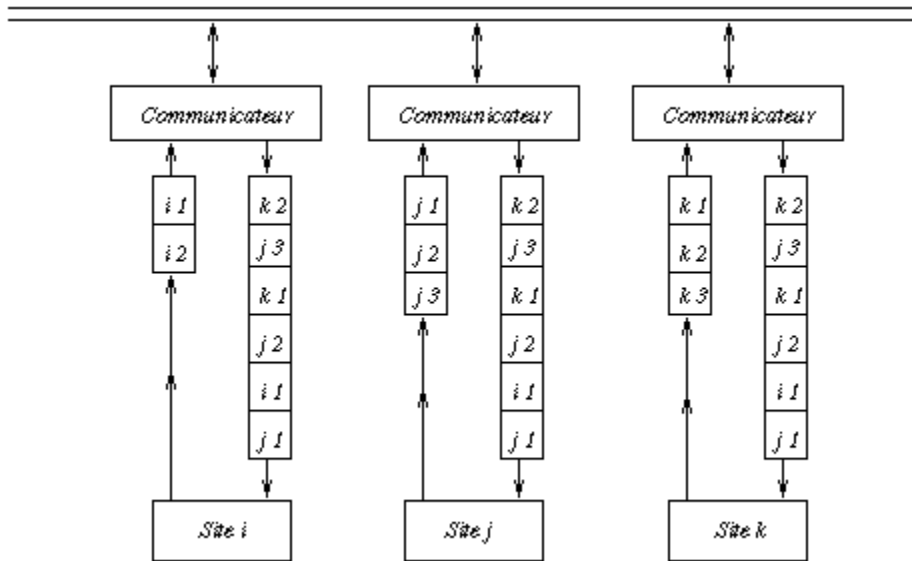 Communicateur Communicateur Communicateur
i 1 k 2 j 1 k 2 k 1 k 2
i 2 j 3 j 2 j 3 k 2 j 3
k 1 j 3 k 1 k 3 k 1
j 2 j 2 j 2
i 1 i 1 i 1
j 1 j 1 j 1
Site i Site j Site k